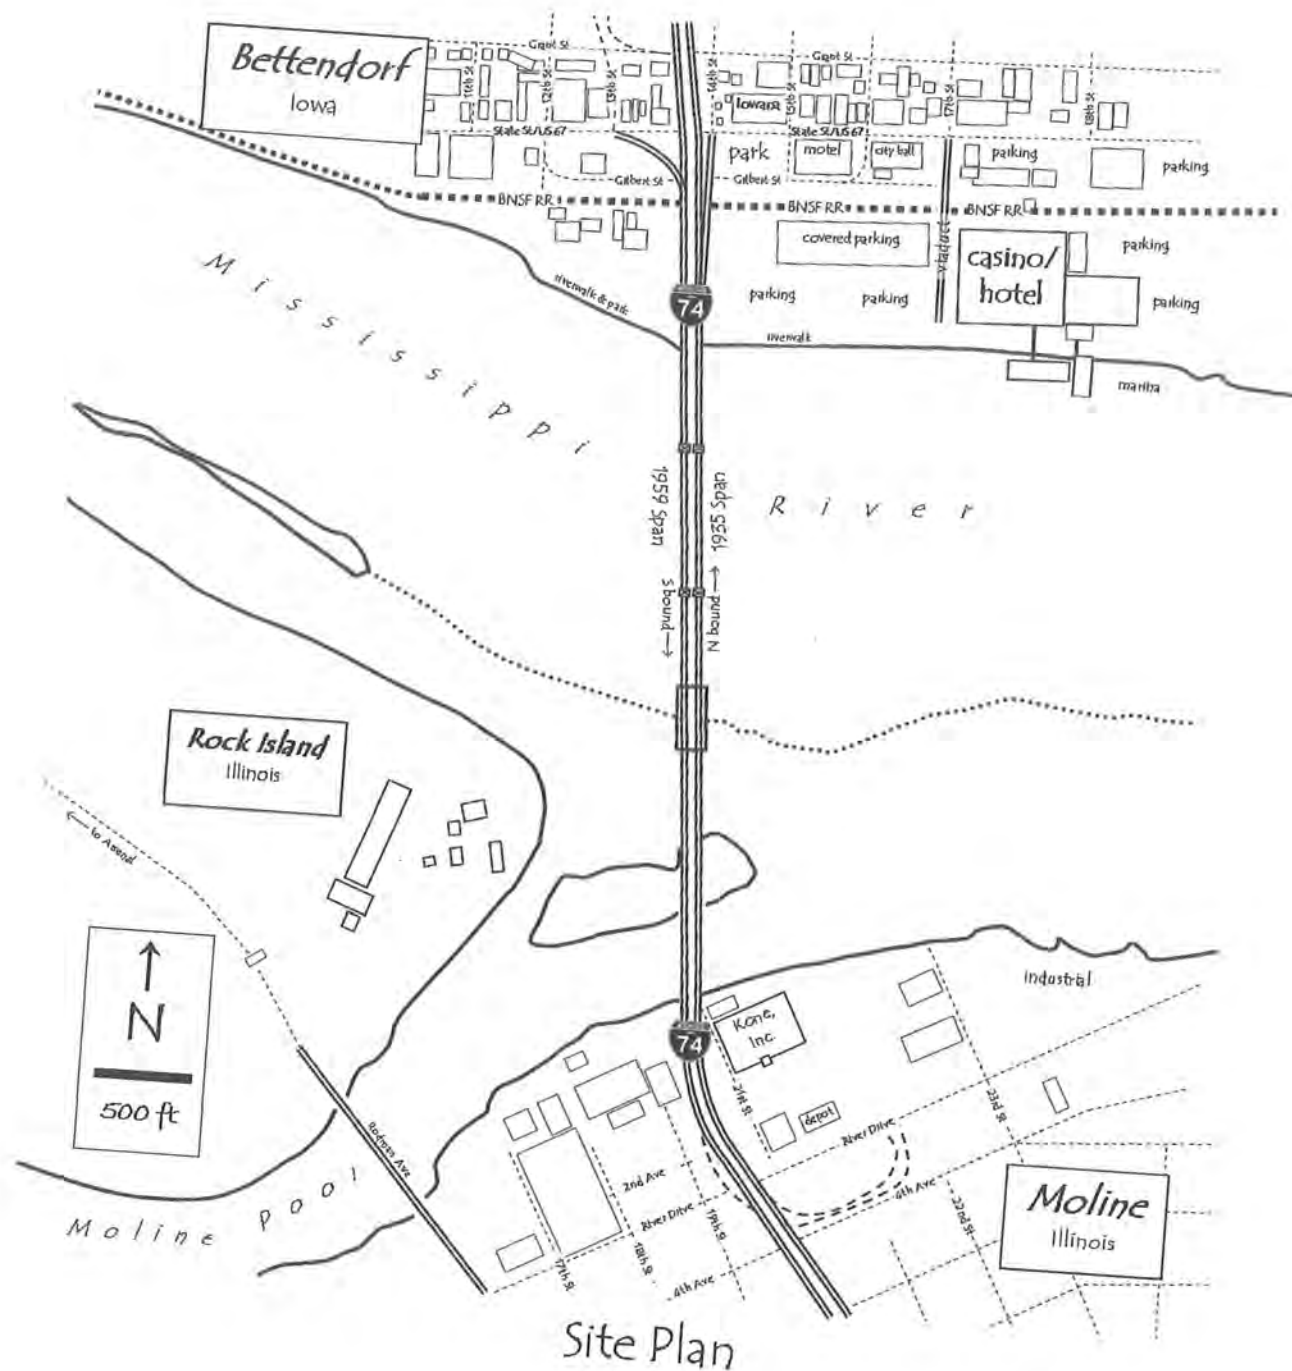 Bettendorf
Iowa
Grant St
Grant St
11th St
12th St
13th St
14th St
15th St
17th St
18th St
Iowana
State St/US 67
State St/US 67
park
motel
city hall
parking
parking
Gilbert St
Gilbert St
BNSF RR
BNSF RR
BNSF RR
covered parking
viaduct
casino/
hotel
parking
parking
parking
parking
74
riverwalk & park
riverwalk
marina
Mississippi
River
1959 Span
1935 Span
S bound →
N bound →
Rock Island
Illinois
← to Arsenal
N
500 ft
Rodman Ave
Moline Pool
industrial
Kone,
Inc
74
21st St
23rd St
depot
River Drive
2nd Ave
River Drive
4th Ave
4th Ave
17th St
18th St
19th St
22nd St
Moline
Illinois
Site Plan